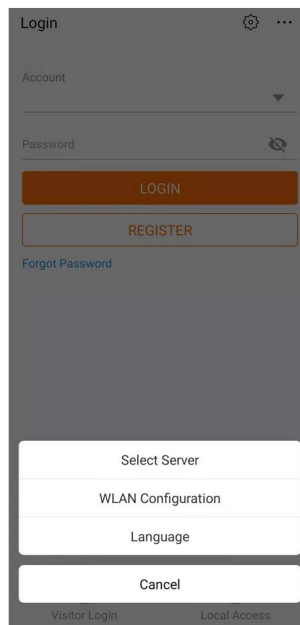 Login
Account
Password
LOGIN
REGISTER
Forgot Password
Select Server
WLAN Configuration
Language
Cancel
Visitor Login
Local Access